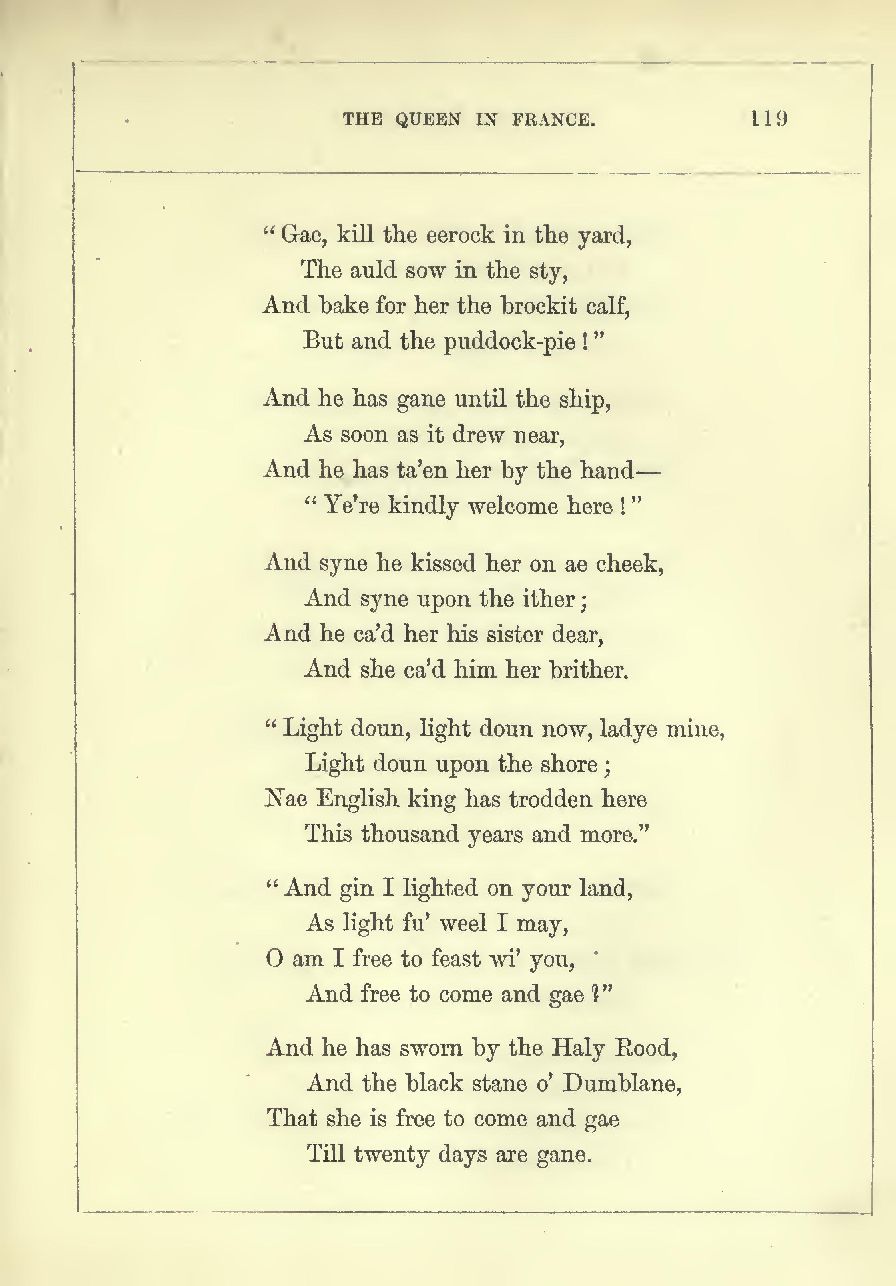 THE QUEEN IN FRANCE. 119
“ Gae, kill the eerock in the yard,
The auld sow in the sty,
And bake for her the brockit calf,
But and the puddock-pie ! ”
And he has gane until the ship,
As soon as it drew near,
And he has ta’en her by the hand—
“ Ye’re kindly welcome here ! ”
And syne he kissed her on ae cheek,
And syne upon the ither ;
And he ca’d her his sister dear,
And she ca’d him her brither.
“ Light doun, light doun now, ladye mine,
Light doun upon the shore ;
Nae English king has trodden here
This thousand years and more.”
“ And gin I lighted on your land,
As light fu’ weel I may,
O am I free to feast wi’ you,
And free to come and gae ?”
And he has sworn by the Haly Rood,
And the black stane o’ Dumblane,
That she is free to come and gae
Till twenty days are gane.